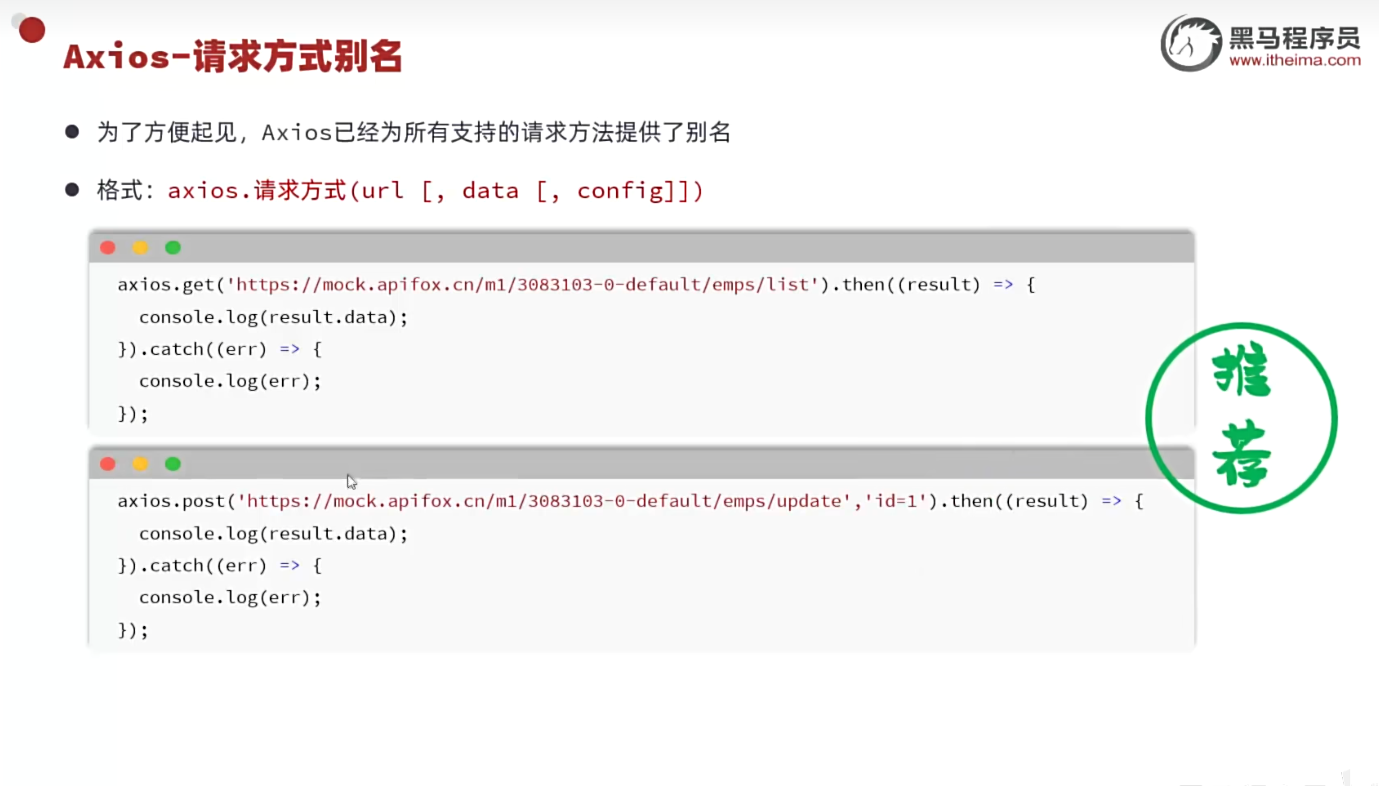 Axios-请求方式别名
黑马程序员
www.itheima.com
为了方便起见，Axios已经为所有支持的请求方法提供了别名
格式：axios.请求方式(url [, data [, config]])
axios.get('https://mock.apifox.cn/m1/3083103-0-default/emps/list').then((result) => {
console.log(result.data);
}).catch((err) => {
console.log(err);
});
推
荐
axios.post('https://mock.apifox.cn/m1/3083103-0-default/emps/update','id=1').then((result) => {
console.log(result.data);
}).catch((err) => {
console.log(err);
});